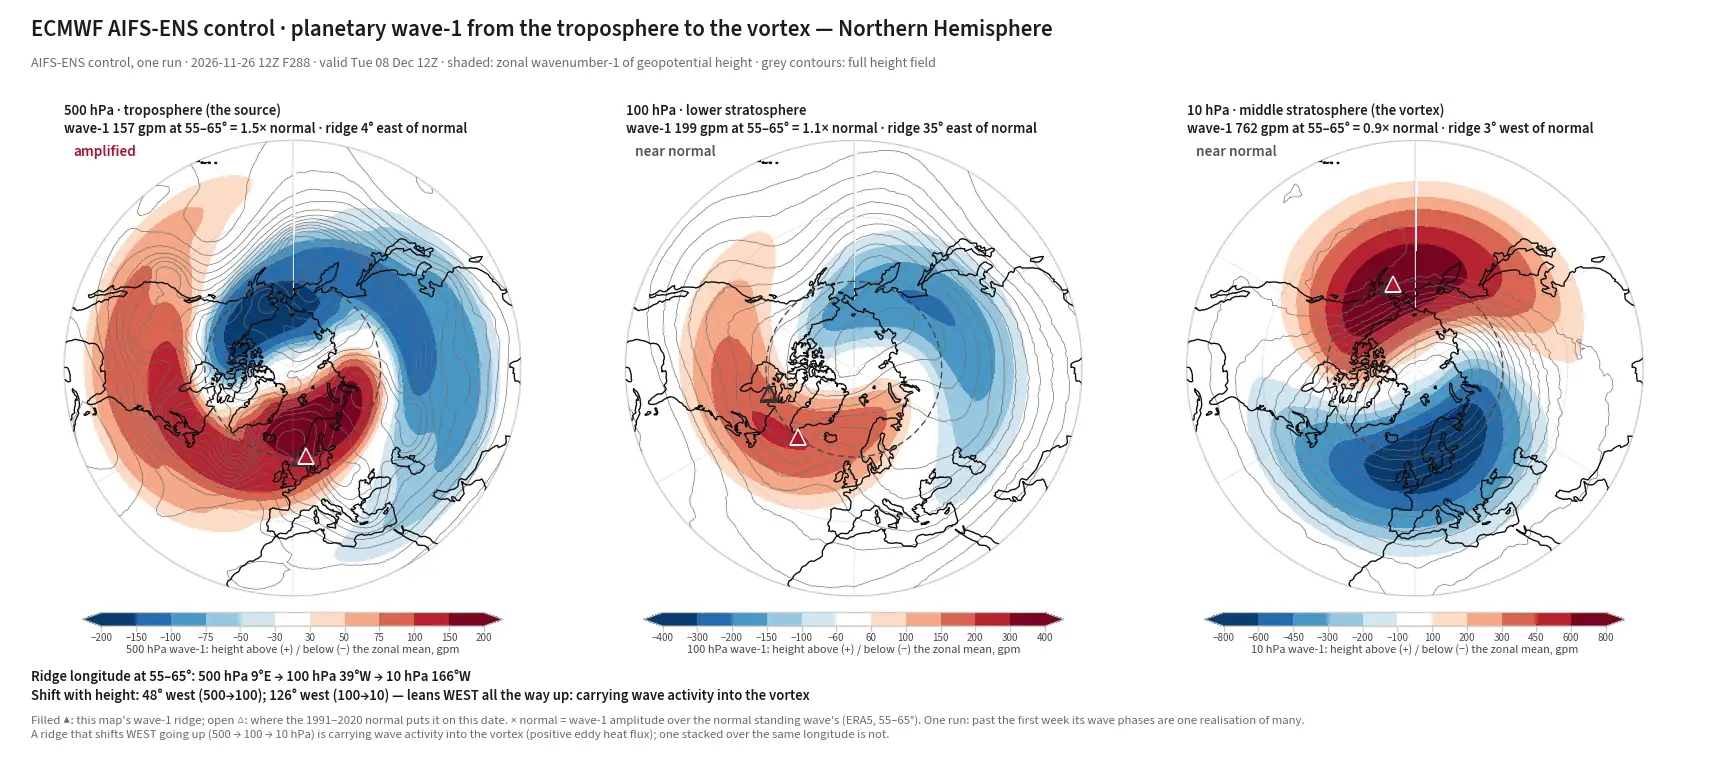 ECMWF AIFS-ENS control · planetary wave-1 from the troposphere to the vortex — Northern Hemisphere
AIFS-ENS control, one run · 2026-11-26 12Z F288 · valid Tue 08 Dec 12Z · shaded: zonal wavenumber-1 of geopotential height · grey contours: full height field
500 hPa · troposphere (the source)
wave-1 157 gpm at 55–65° = 1.5× normal · ridge 4° east of normal
amplified
100 hPa · lower stratosphere
wave-1 199 gpm at 55–65° = 1.1× normal · ridge 35° east of normal
near normal
10 hPa · middle stratosphere (the vortex)
wave-1 762 gpm at 55–65° = 0.9× normal · ridge 3° west of normal
near normal
−200 −150 −100 −75 −50 −30 30 50 75 100 150 200
500 hPa wave-1: height above (+) / below (−) the zonal mean, gpm
−400 −300 −200 −150 −100 −60 60 100 150 200 300 400
100 hPa wave-1: height above (+) / below (−) the zonal mean, gpm
−800 −600 −450 −300 −200 −100 100 200 300 450 600 800
10 hPa wave-1: height above (+) / below (−) the zonal mean, gpm
Ridge longitude at 55–65°: 500 hPa 9°E → 100 hPa 39°W → 10 hPa 166°W
Shift with height: 48° west (500→100); 126° west (100→10) — leans WEST all the way up: carrying wave activity into the vortex
Filled ▲: this map's wave-1 ridge; open △: where the 1991–2020 normal puts it on this date. × normal = wave-1 amplitude over the normal standing wave's (ERA5, 55–65°). One run: past the first week its wave phases are one realisation of many.
A ridge that shifts WEST going up (500 → 100 → 10 hPa) is carrying wave activity into the vortex (positive eddy heat flux); one stacked over the same longitude is not.